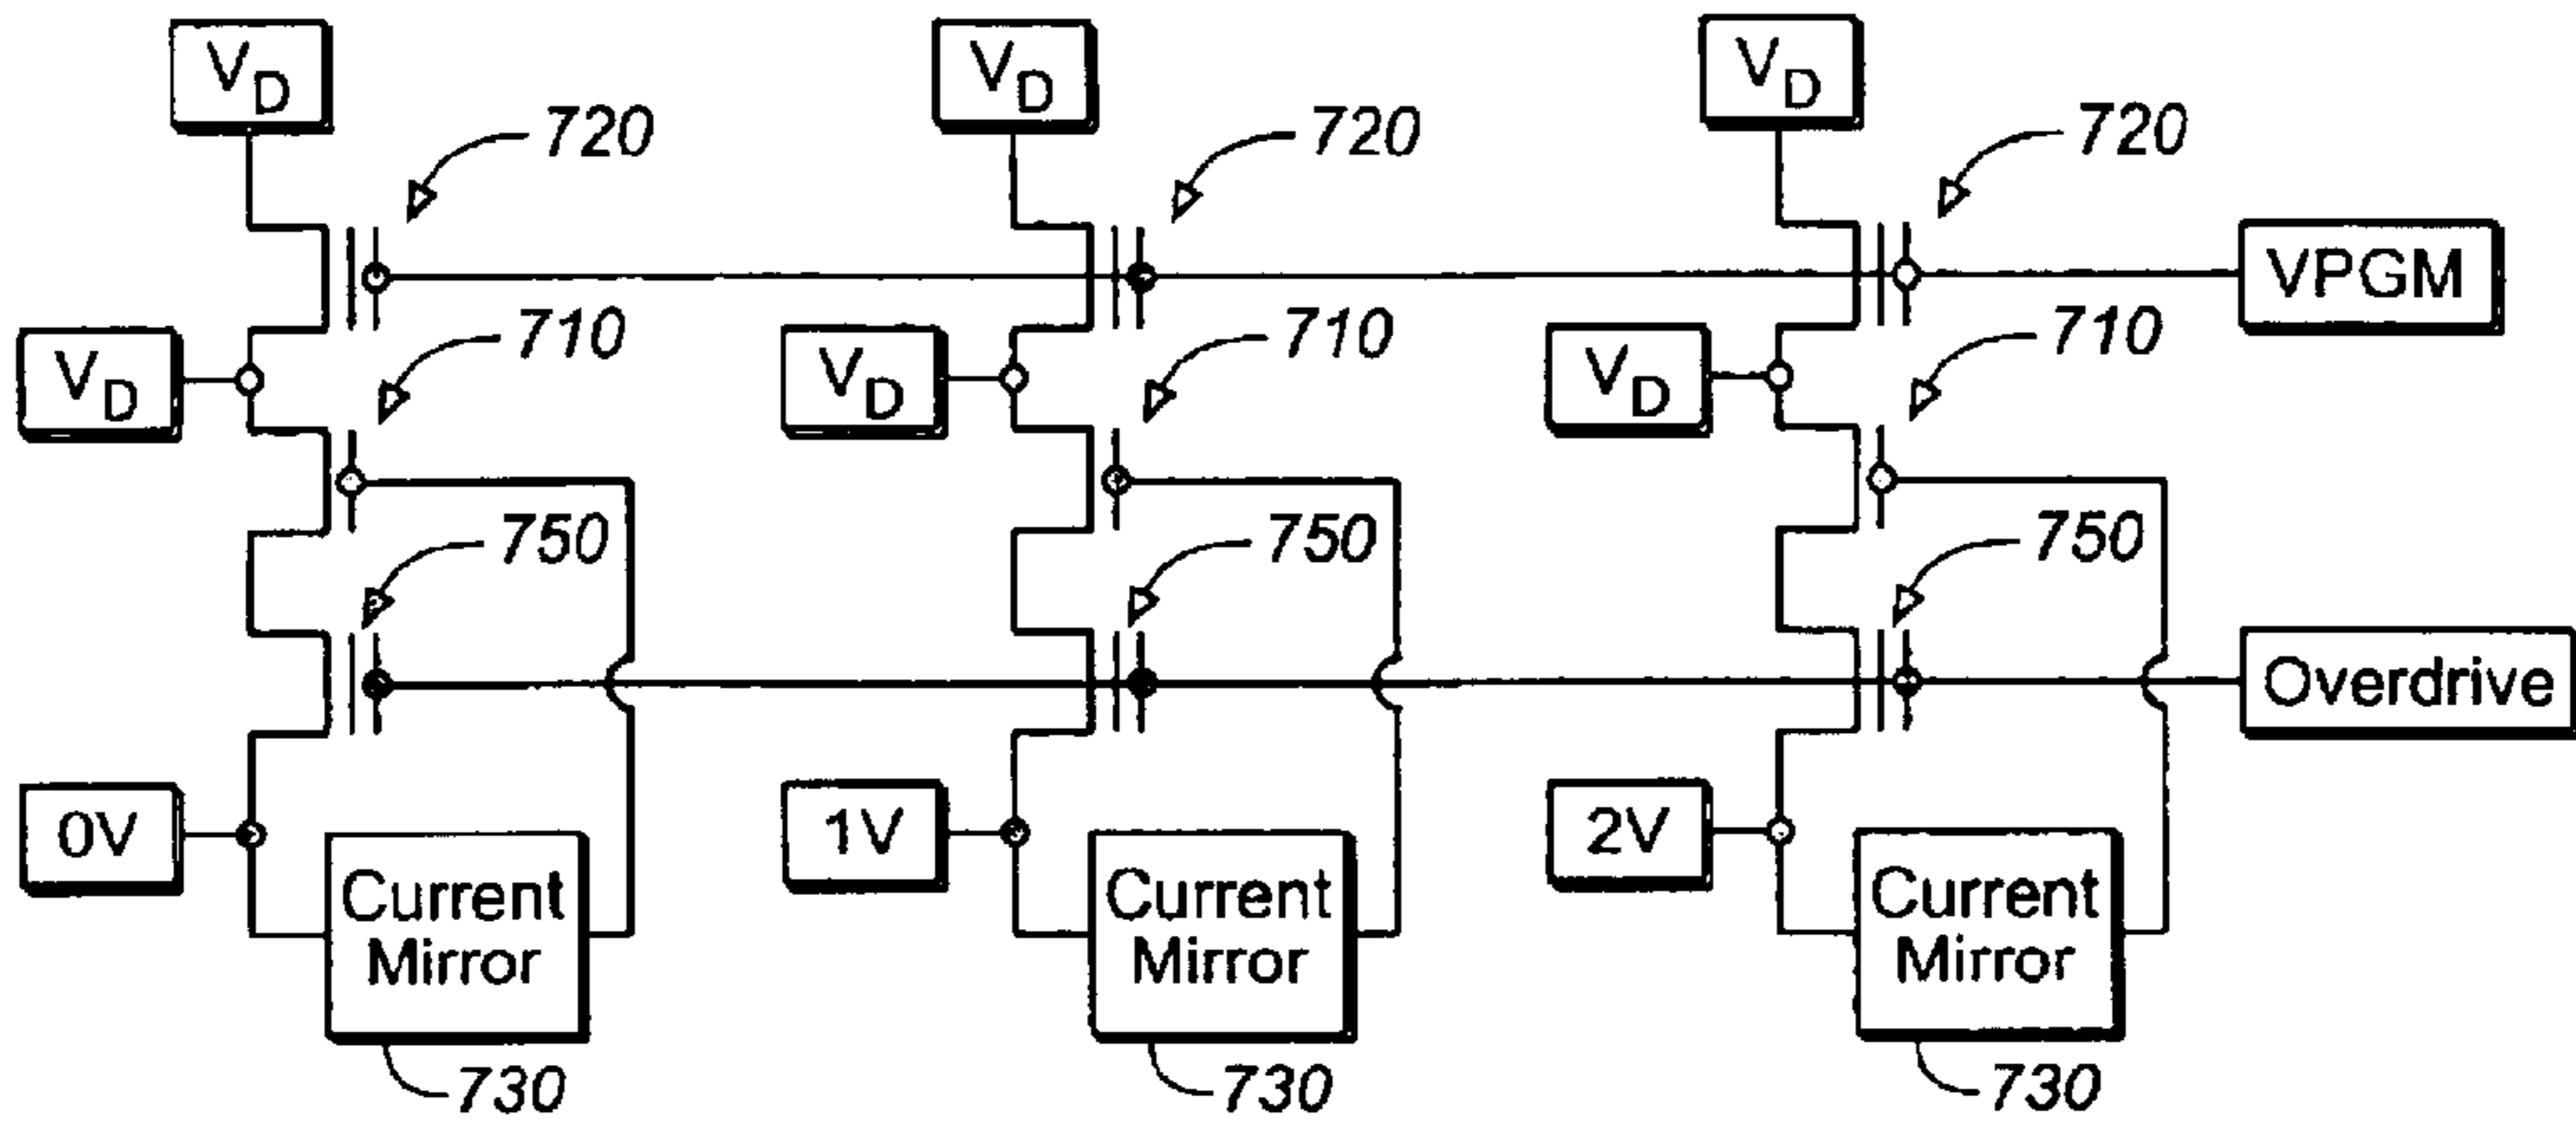 VD VD VD
720 720 720
VPGM
710 710 710
VD VD VD
750 750 750
Overdrive
0V 1V 2V
Current Current Current
Mirror Mirror Mirror
730 730 730